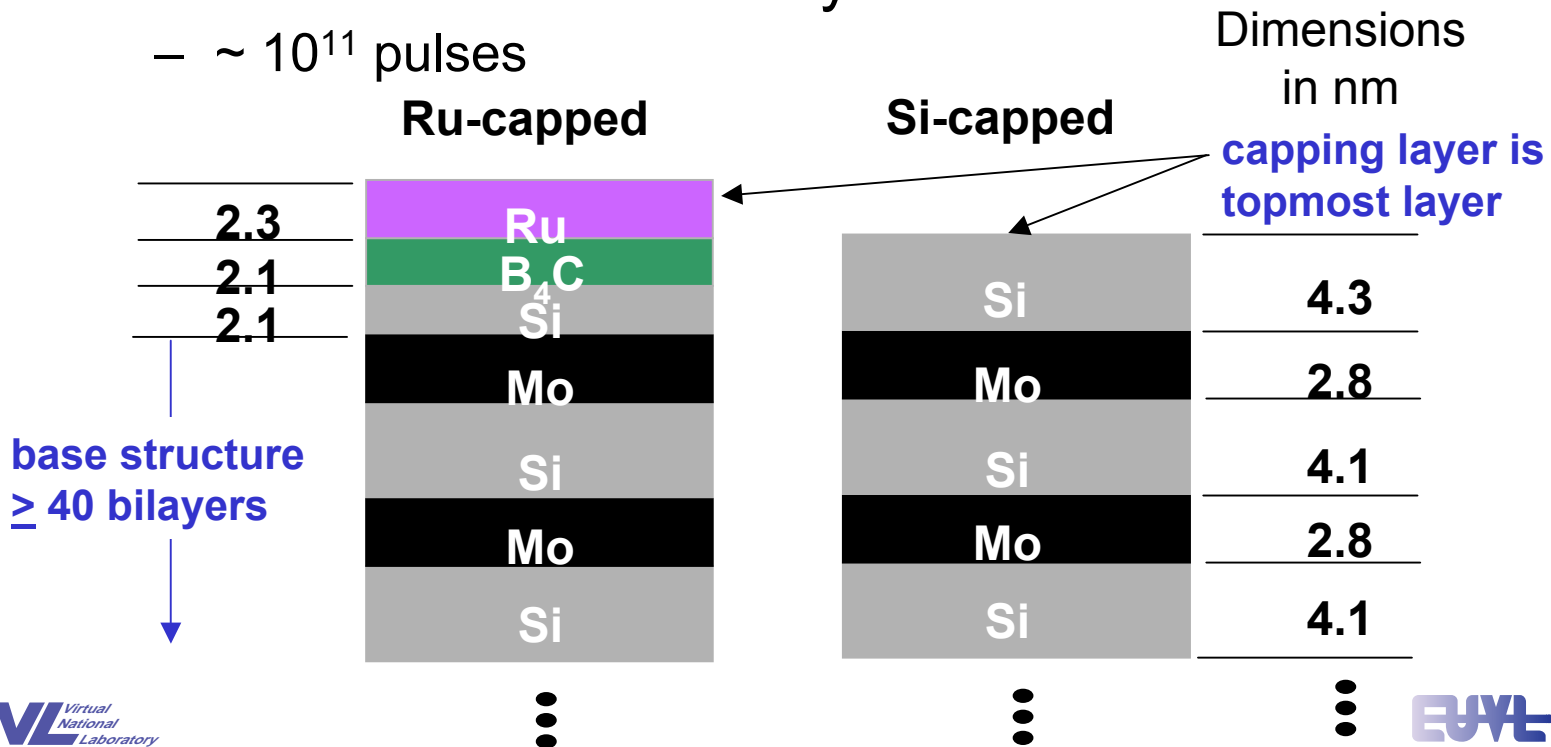 – ~ 10¹¹ pulses
Dimensions
in nm
Ru-capped
Si-capped
capping layer is
topmost layer
2.3
2.1
2.1
Ru
B₄C
Si
Mo
Si
Mo
Si
base structure
≥ 40 bilayers
Si
Mo
Si
Mo
Si
4.3
2.8
4.1
2.8
4.1
VL Virtual
National
Laboratory
EUVL